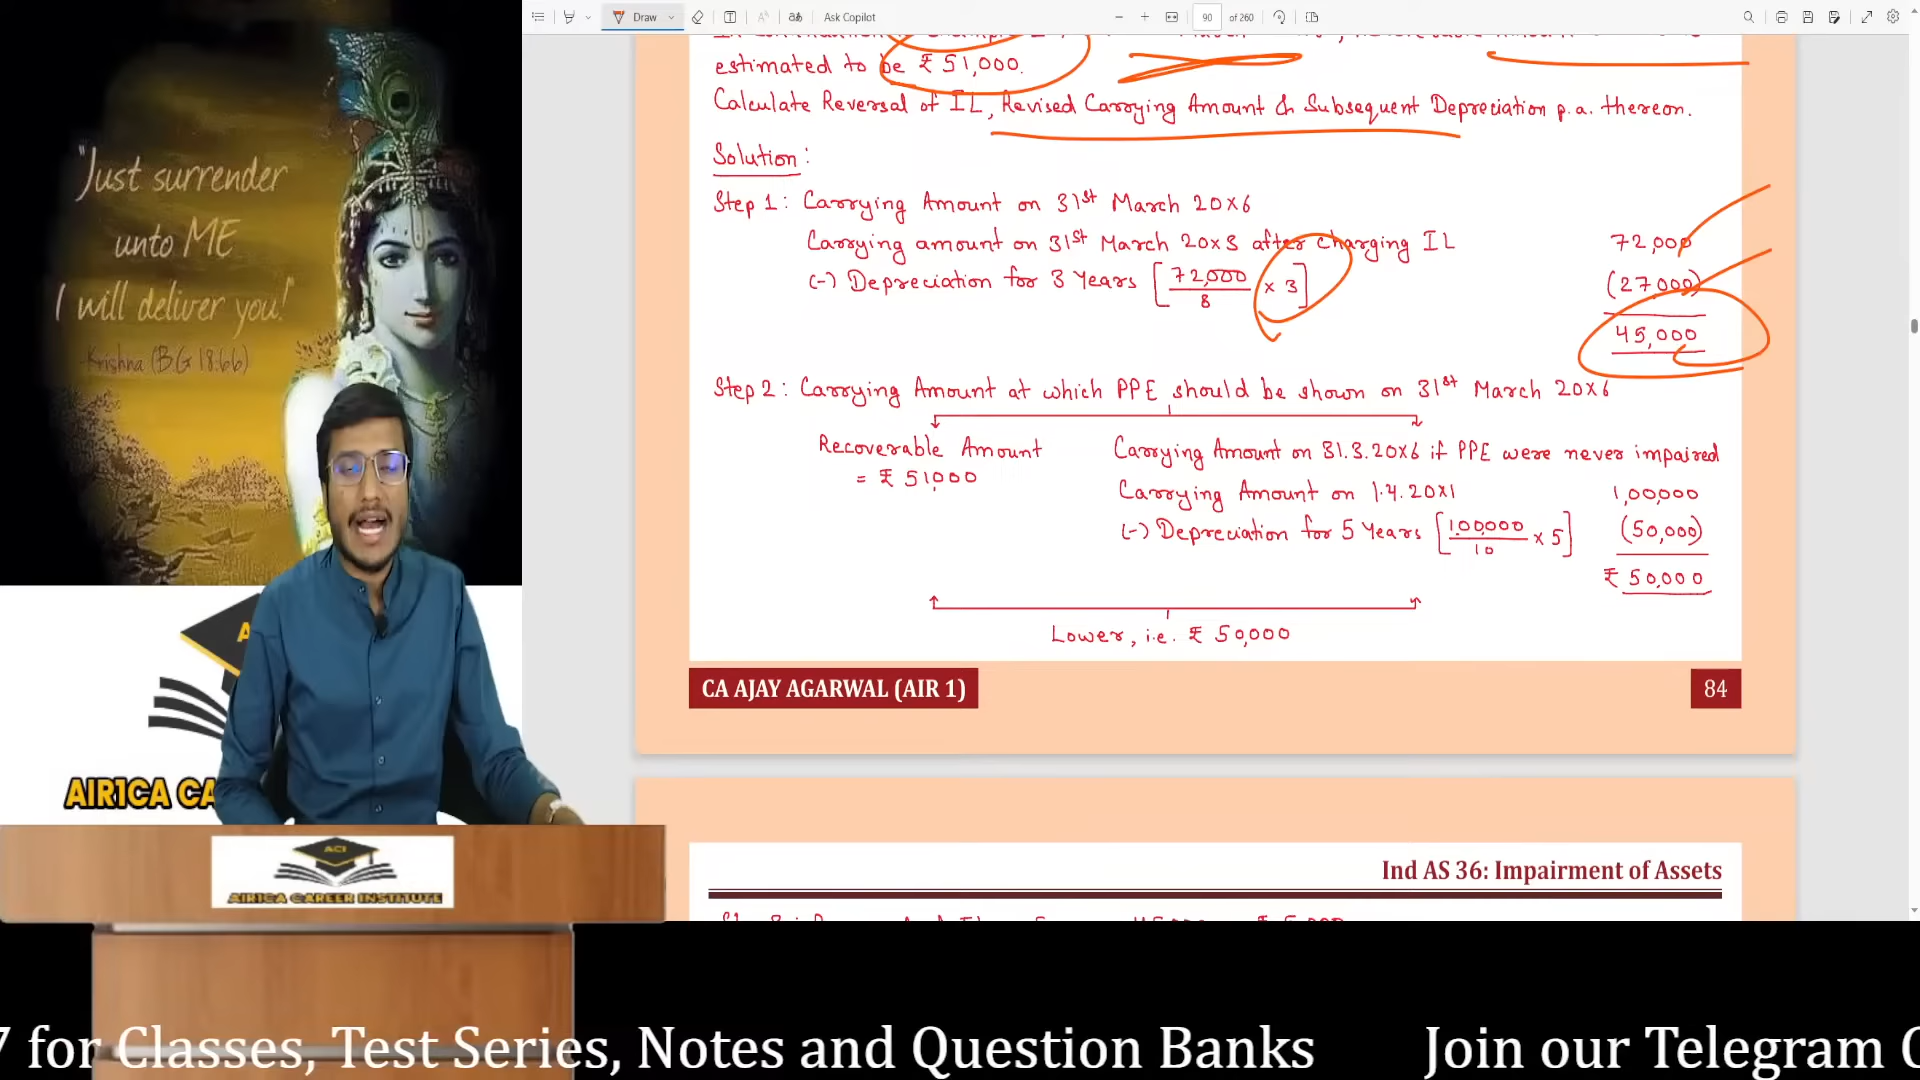 "Just surrender
unto ME
I will deliver you!"
- Krishna (B.G 18:66)
AIR1CA CA
ACI
AIR1CA CAREER INSTITUTE
Draw
Ask Copilot
90 of 260
estimated to be ₹ 51,000.
Calculate Reversal of IL, Revised Carrying Amount & Subsequent Depreciation p.a. thereon.
Solution:
Step 1: Carrying Amount on 31st March 20x6
Carrying amount on 31st March 20x3 after charging IL 72,000
(-) Depreciation for 3 Years [72,000/8 × 3] (27,000)
45,000
Step 2: Carrying Amount at which PPE should be shown on 31st March 20x6
Recoverable Amount
= ₹ 51,000
Carrying Amount on 31.3.20x6 if PPE were never impaired
Carrying Amount on 1.4.20x1 1,00,000
(-) Depreciation for 5 Years [100000/10 × 5] (50,000)
₹ 50,000
Lower, i.e. ₹ 50,000
CA AJAY AGARWAL (AIR 1) 84
Ind AS 36: Impairment of Assets
7 for Classes, Test Series, Notes and Question Banks Join our Telegram C